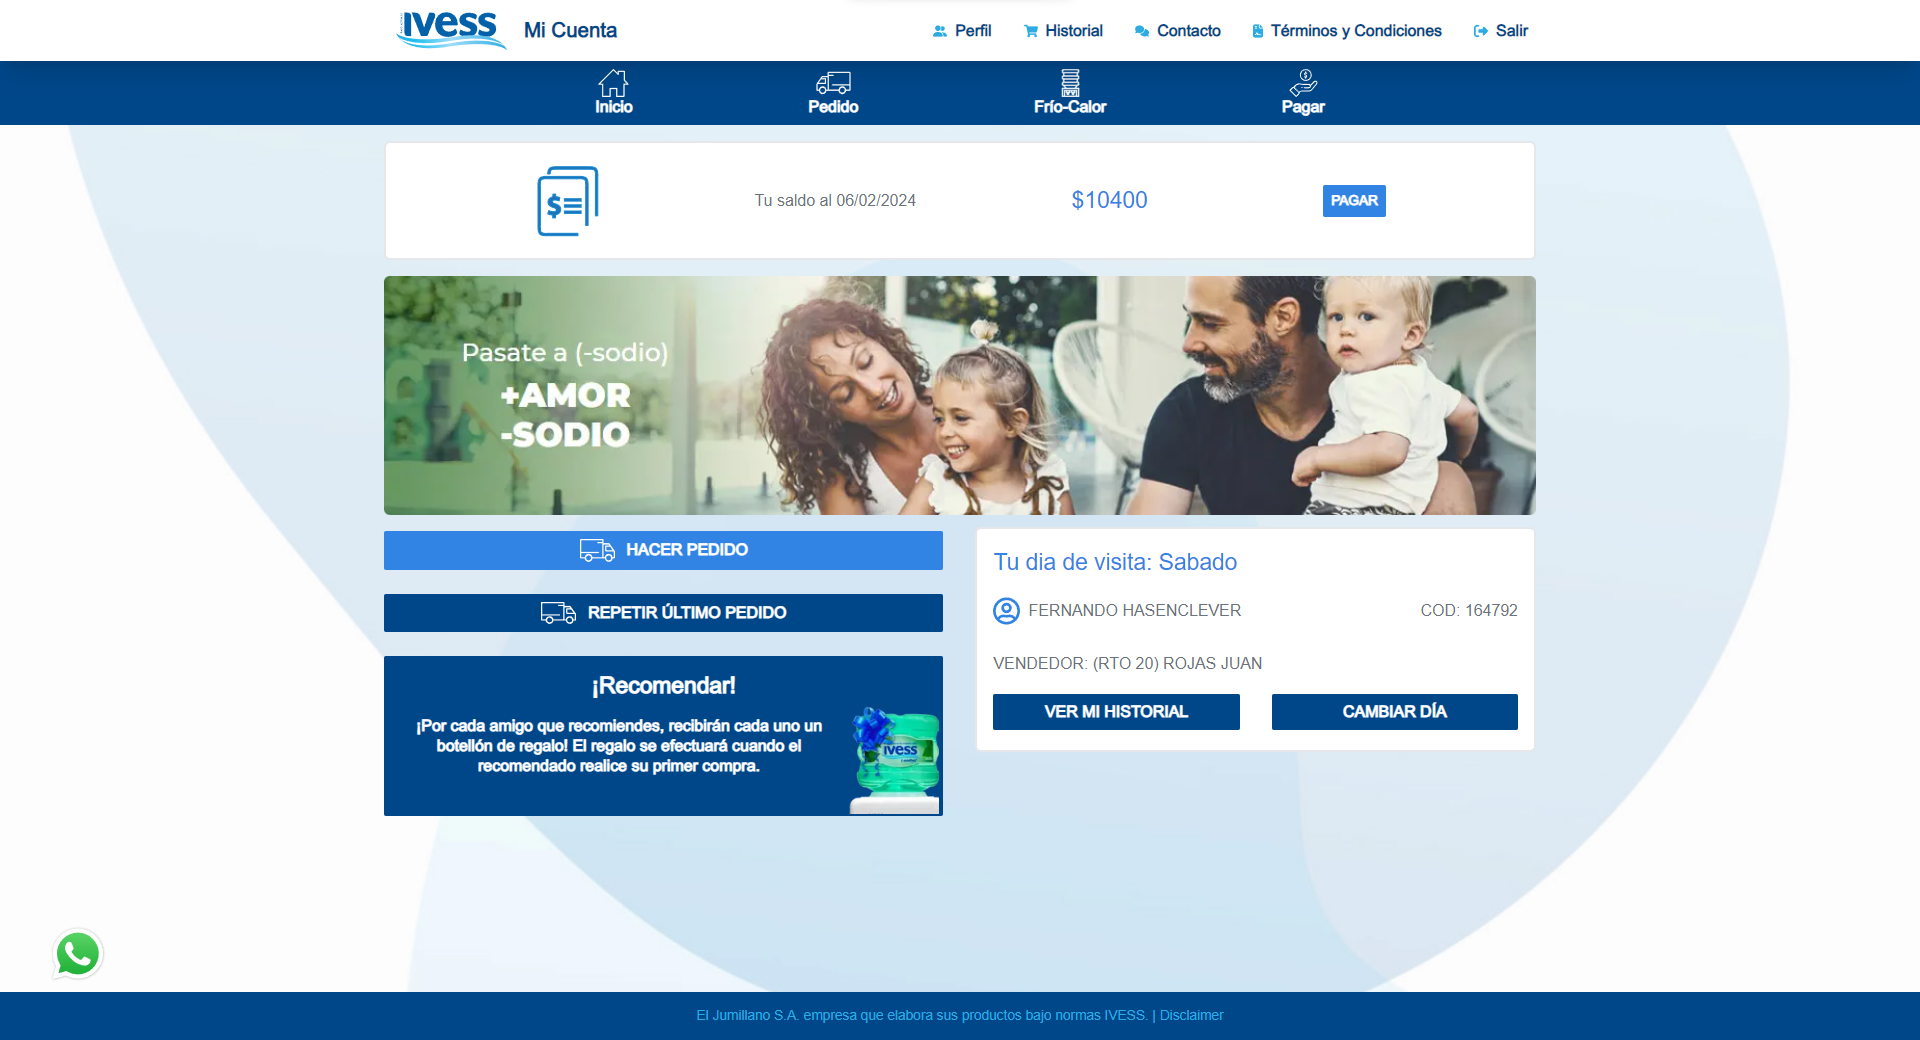 ivess
Mi Cuenta
Perfil
Historial
Contacto
Términos y Condiciones
Salir
Inicio
Pedido
Frío-Calor
Pagar
Tu saldo al 06/02/2024
$10400
PAGAR
Pasate a (-sodio)
+AMOR
-SODIO
HACER PEDIDO
REPETIR ÚLTIMO PEDIDO
¡Recomendar!
¡Por cada amigo que recomiendes, recibirán cada uno un
botellón de regalo! El regalo se efectuará cuando el
recomendado realice su primer compra.
ivess
Tu dia de visita: Sabado
FERNANDO HASENCLEVER
COD: 164792
VENDEDOR: (RTO 20) ROJAS JUAN
VER MI HISTORIAL
CAMBIAR DÍA
El Jumillano S.A. empresa que elabora sus productos bajo normas IVESS. | Disclaimer